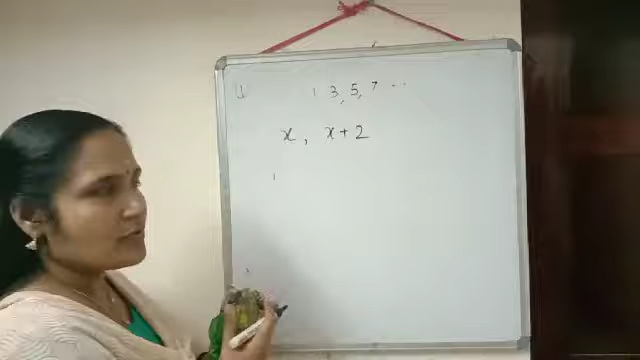 1, 3, 5, 7 ...
x, x+2